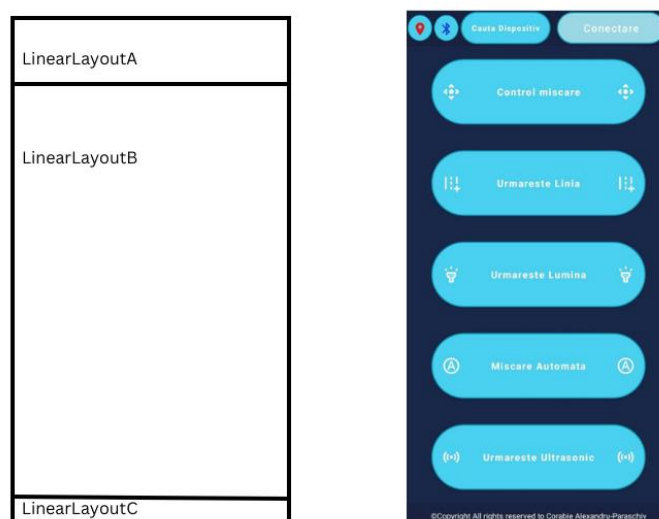 LinearLayoutA
LinearLayoutB
LinearLayoutC
Cauta Dispozitiv
Conectare
Control miscare
Urmareste Linia
Urmareste Lumina
A Miscare Automata A
Urmareste Ultrasonic
©Copyright All rights reserved to Corabie Alexandru-Paraschiv